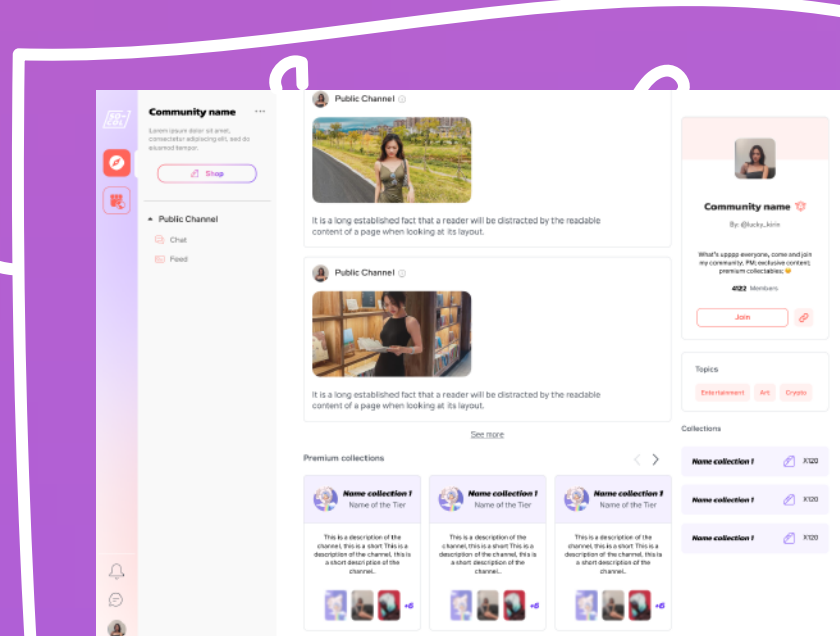 Community name
Lorem ipsum dolor sit amet,
consectetur adipiscing elit, sed do
eiusmod tempor.
Shop
Public Channel
Chat
Feed
Public Channel
It is a long established fact that a reader will be distracted by the readable
content of a page when looking at its layout.
Public Channel
It is a long established fact that a reader will be distracted by the readable
content of a page when looking at its layout.
See more
Premium collections
Name collection 1
Name of the Tier
This is a description of the
channel, this is a short This is a
description of the channel, this is
a short description of the
channel..
+6
Name collection 1
Name of the Tier
This is a description of the
channel, this is a short This is a
description of the channel, this is
a short description of the
channel..
+6
Name collection 1
Name of the Tier
This is a description of the
channel, this is a short This is a
description of the channel, this is
a short description of the
channel..
+6
Community name
By: @lucky_kirin
What's upppp everyone, come and join
my community, FM; exclusive content;
premium collectables;
4122 Members
Join
Topics
Entertainment Art Crypto
Collections
Name collection 1 X120
Name collection 1 X120
Name collection 1 X120